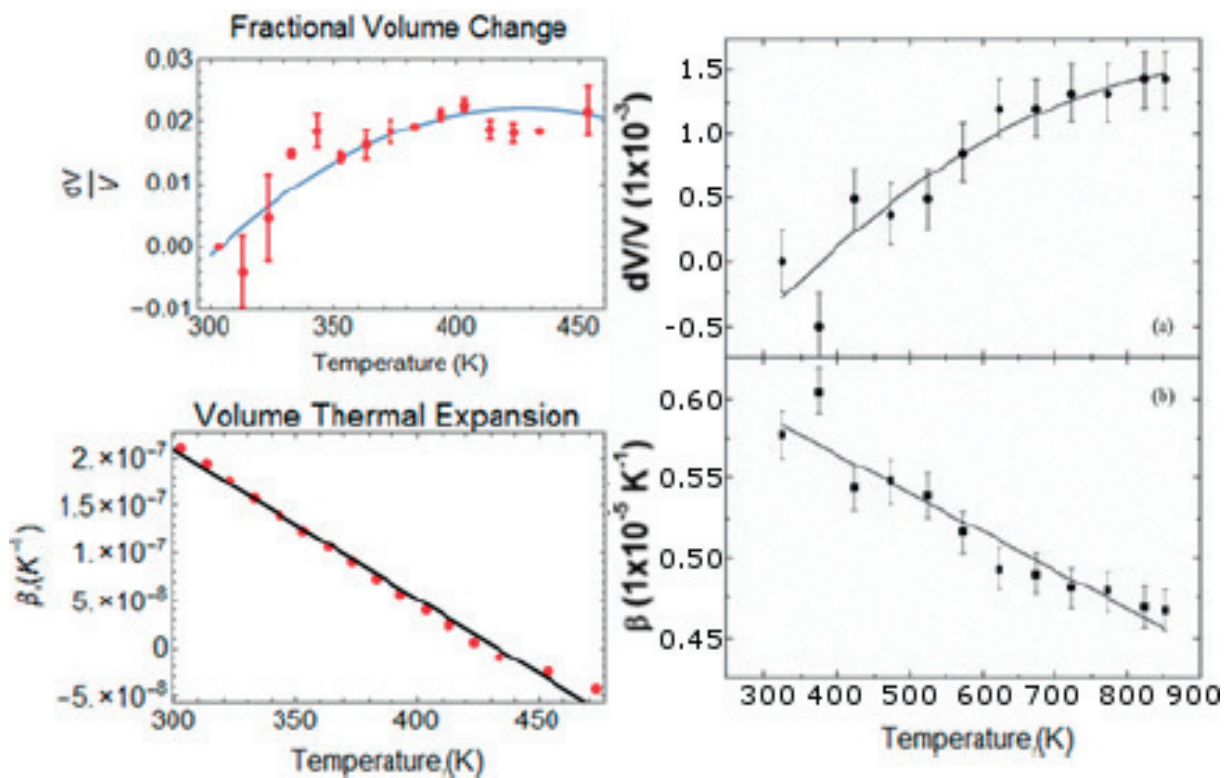 Fractional Volume Change
0.03
0.02
0.01
0.00
-0.01
dV
V
300
350
400
450
Temperature (K)
Volume Thermal Expansion
2.×10⁻⁷
1.5×10⁻⁷
1.×10⁻⁷
5.×10⁻⁸
0
-5.×10⁻⁸
300
350
400
450
Temperature,(K)
dV/V (1x10⁻³)
1.5
1.0
0.5
0.0
-0.5
(a)
β (1x10⁻⁵ K⁻¹)
0.60
0.55
0.50
0.45
(b)
300 400 500 600 700 800 900
Temperature,(K)